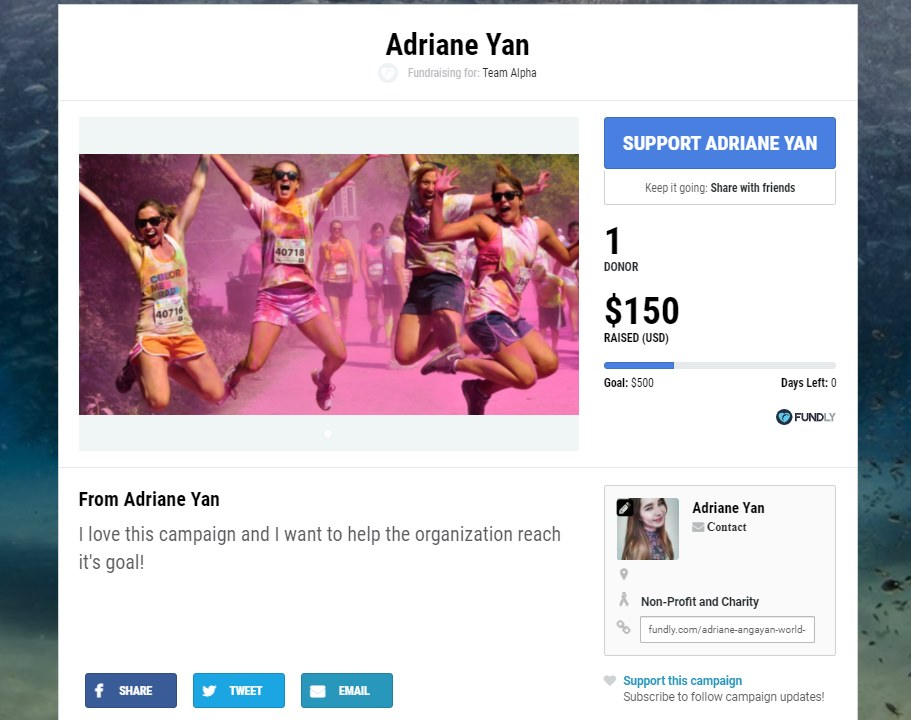 Adriane Yan
Fundraising for: Team Alpha
SUPPORT ADRIANE YAN
Keep it going: Share with friends
1
DONOR
$150
RAISED (USD)
Goal: $500
Days Left: 0
FUNDLY
COLOR
ME
RAD
40716
40718
From Adriane Yan
I love this campaign and I want to help the organization reach
it's goal!
Adriane Yan
Contact
Non-Profit and Charity
fundly.com/adriane-angayan-world-
SHARE
TWEET
EMAIL
Support this campaign
Subscribe to follow campaign updates!